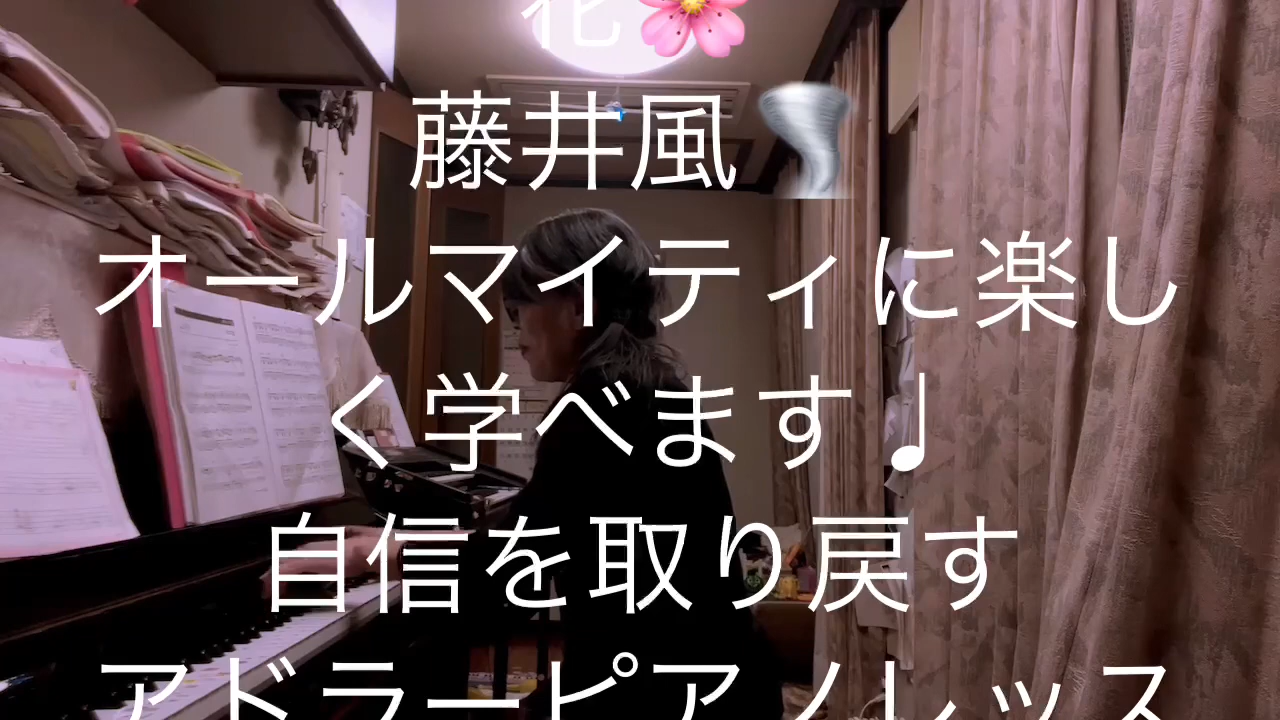 花🌸
藤井風🌪️
オールマイティに楽し
く学べます♩
自信を取り戻す
アドラーピアノレッス